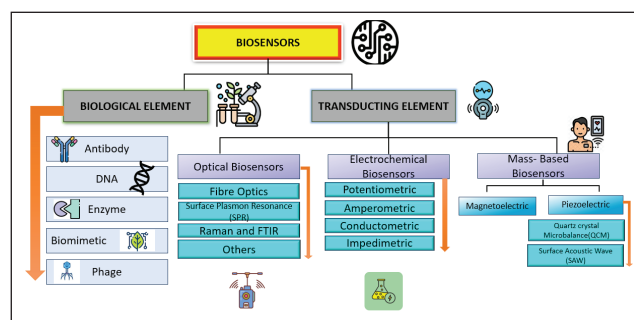 BIOSENSORS
BIOLOGICAL ELEMENT
TRANSDUCTING ELEMENT
Antibody
DNA
Enzyme
Biomimetic
Phage
Optical Biosensors
Fibre Optics
Surface Plasmon Resonance
(SPR)
Raman and FTIR
Others
Electrochemical
Biosensors
Potentiometric
Amperometric
Conductometric
Impedimetric
Mass- Based
Biosensors
Magnetoelectric
Piezoelectric
Quartz crystal
Microbalance(QCM)
Surface Acoustic Wave
(SAW)